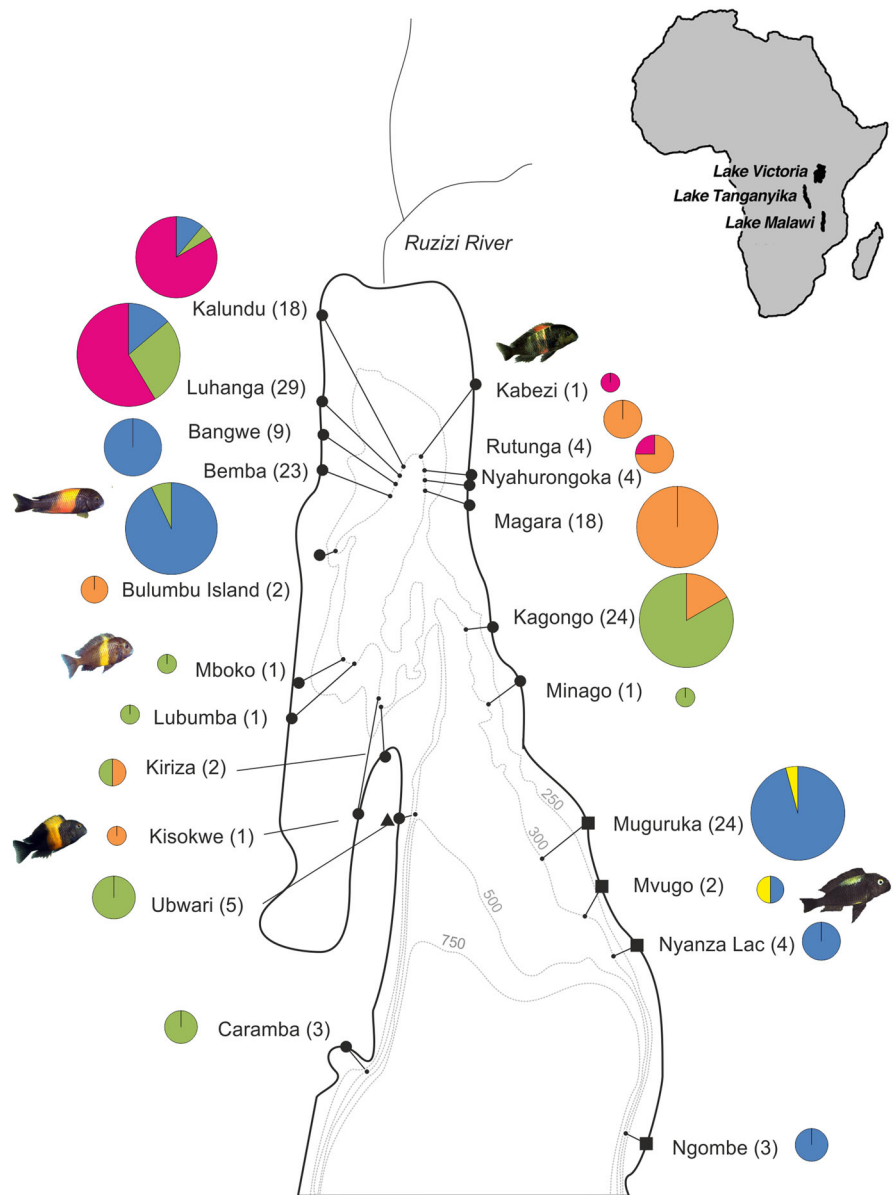 Lake Victoria
Lake Tanganyika
Lake Malawi
Ruzizi River
Kalundu (18)
Luhanga (29)
Bangwe (9)
Bemba (23)
Bulumbu Island (2)
Mboko (1)
Lubumba (1)
Kiriza (2)
Kisokwe (1)
Ubwari (5)
Caramba (3)
Kabezi (1)
Rutunga (4)
Nyahurongoka (4)
Magara (18)
Kagongo (24)
Minago (1)
250
300
500
750
Muguruka (24)
Mvugo (2)
Nyanza Lac (4)
Ngombe (3)